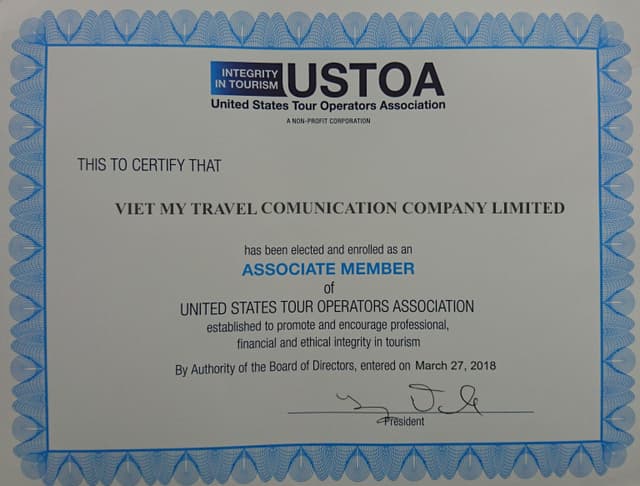 INTEGRITY
IN TOURISM
USTOA
United States Tour Operators Association
A NON-PROFIT CORPORATION
THIS TO CERTIFY THAT
VIET MY TRAVEL COMUNICATION COMPANY LIMITED
has been elected and enrolled as an
ASSOCIATE MEMBER
of
UNITED STATES TOUR OPERATORS ASSOCIATION
established to promote and encourage professional,
financial and ethical integrity in tourism
By Authority of the Board of Directors, entered on March 27, 2018
President